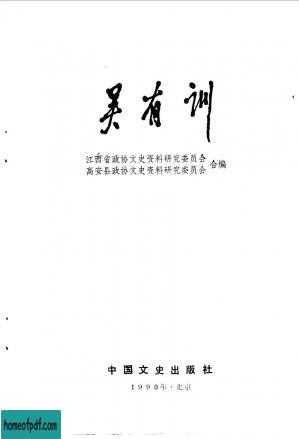 吴有训
江西省政协文史资料研究委员会
高安县政协文史资料研究委员会 合编
中国文史出版社
1990年·北京
homeofpdf.com